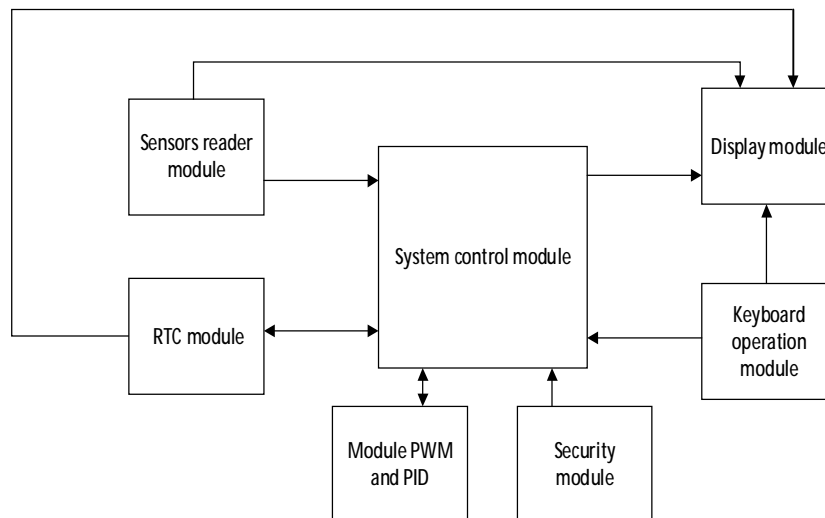 Sensors reader
module
Display module
System control module
RTC module
Keyboard
operation
module
Module PWM
and PID
Security
module